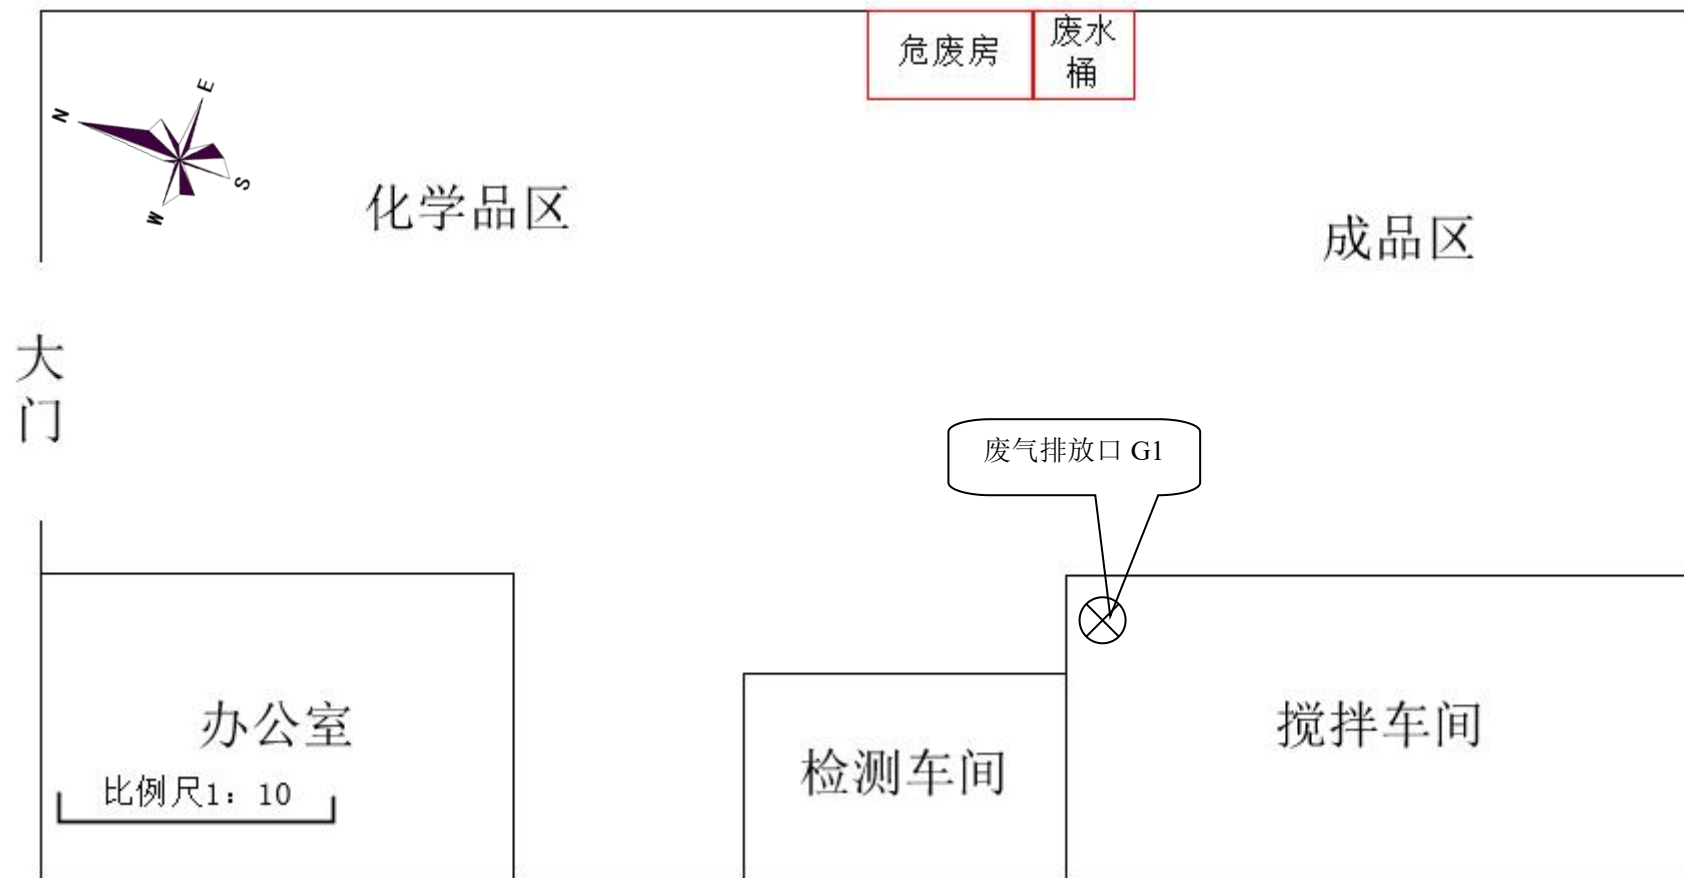 危废房
废水
桶
E
N
S
W
化学品区
成品区
大
门
废气排放口 G1
办公室
搅拌车间
检测车间
比例尺1：10